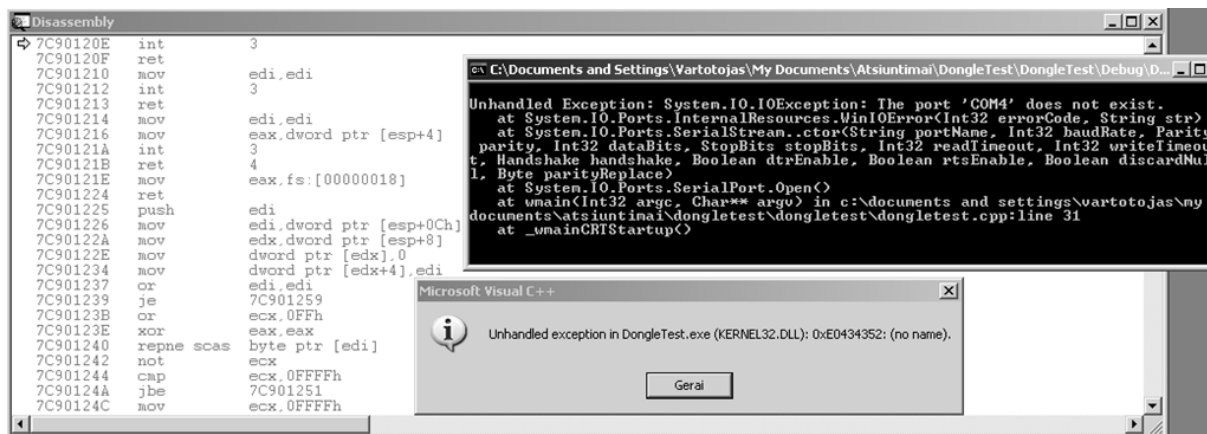 Disassembly
7C90120E int 3
7C90120F ret
7C901210 mov edi,edi
7C901212 int 3
7C901213 ret
7C901214 mov edi,edi
7C901216 mov eax,dword ptr [esp+4]
7C90121A int 3
7C90121B ret 4
7C90121E mov eax,fs:[00000018]
7C901224 ret
7C901225 push edi
7C901226 mov edi,dword ptr [esp+0Ch]
7C90122A mov edx,dword ptr [esp+8]
7C90122E mov dword ptr [edx],0
7C901234 mov dword ptr [edx+4],edi
7C901237 or edi,edi
7C901239 je 7C901259
7C90123B or ecx,0FFh
7C90123E xor eax,eax
7C901240 repne scas byte ptr [edi]
7C901242 not ecx
7C901244 cmp ecx,0FFFFh
7C90124A jbe 7C901251
7C90124C mov ecx,0FFFFh
C:\Documents and Settings\Vartotojas\My Documents\Atsiuntimai\DongleTest\DongleTest\Debug\D...
Unhandled Exception: System.IO.IOException: The port 'COM4' does not exist.
at System.IO.Ports.InternalResources.WinIOError(Int32 errorCode, String str)
at System.IO.Ports.SerialStream..ctor(String portName, Int32 baudRate, Parity
parity, Int32 dataBits, StopBits stopBits, Int32 readTimeout, Int32 writeTimeou
t, Handshake handshake, Boolean dtrEnable, Boolean rtsEnable, Boolean discardNul
l, Byte parityReplace)
at System.IO.Ports.SerialPort.Open()
at wmain(Int32 argc, Char** argv) in c:\documents and settings\vartotojas\my
documents\atsiuntimai\dongletest\dongletest\dongletest.cpp:line 31
at _wmainCRTStartup()
Microsoft Visual C++
Unhandled exception in DongleTest.exe (KERNEL32.DLL): 0xE0434352: (no name).
Gerai